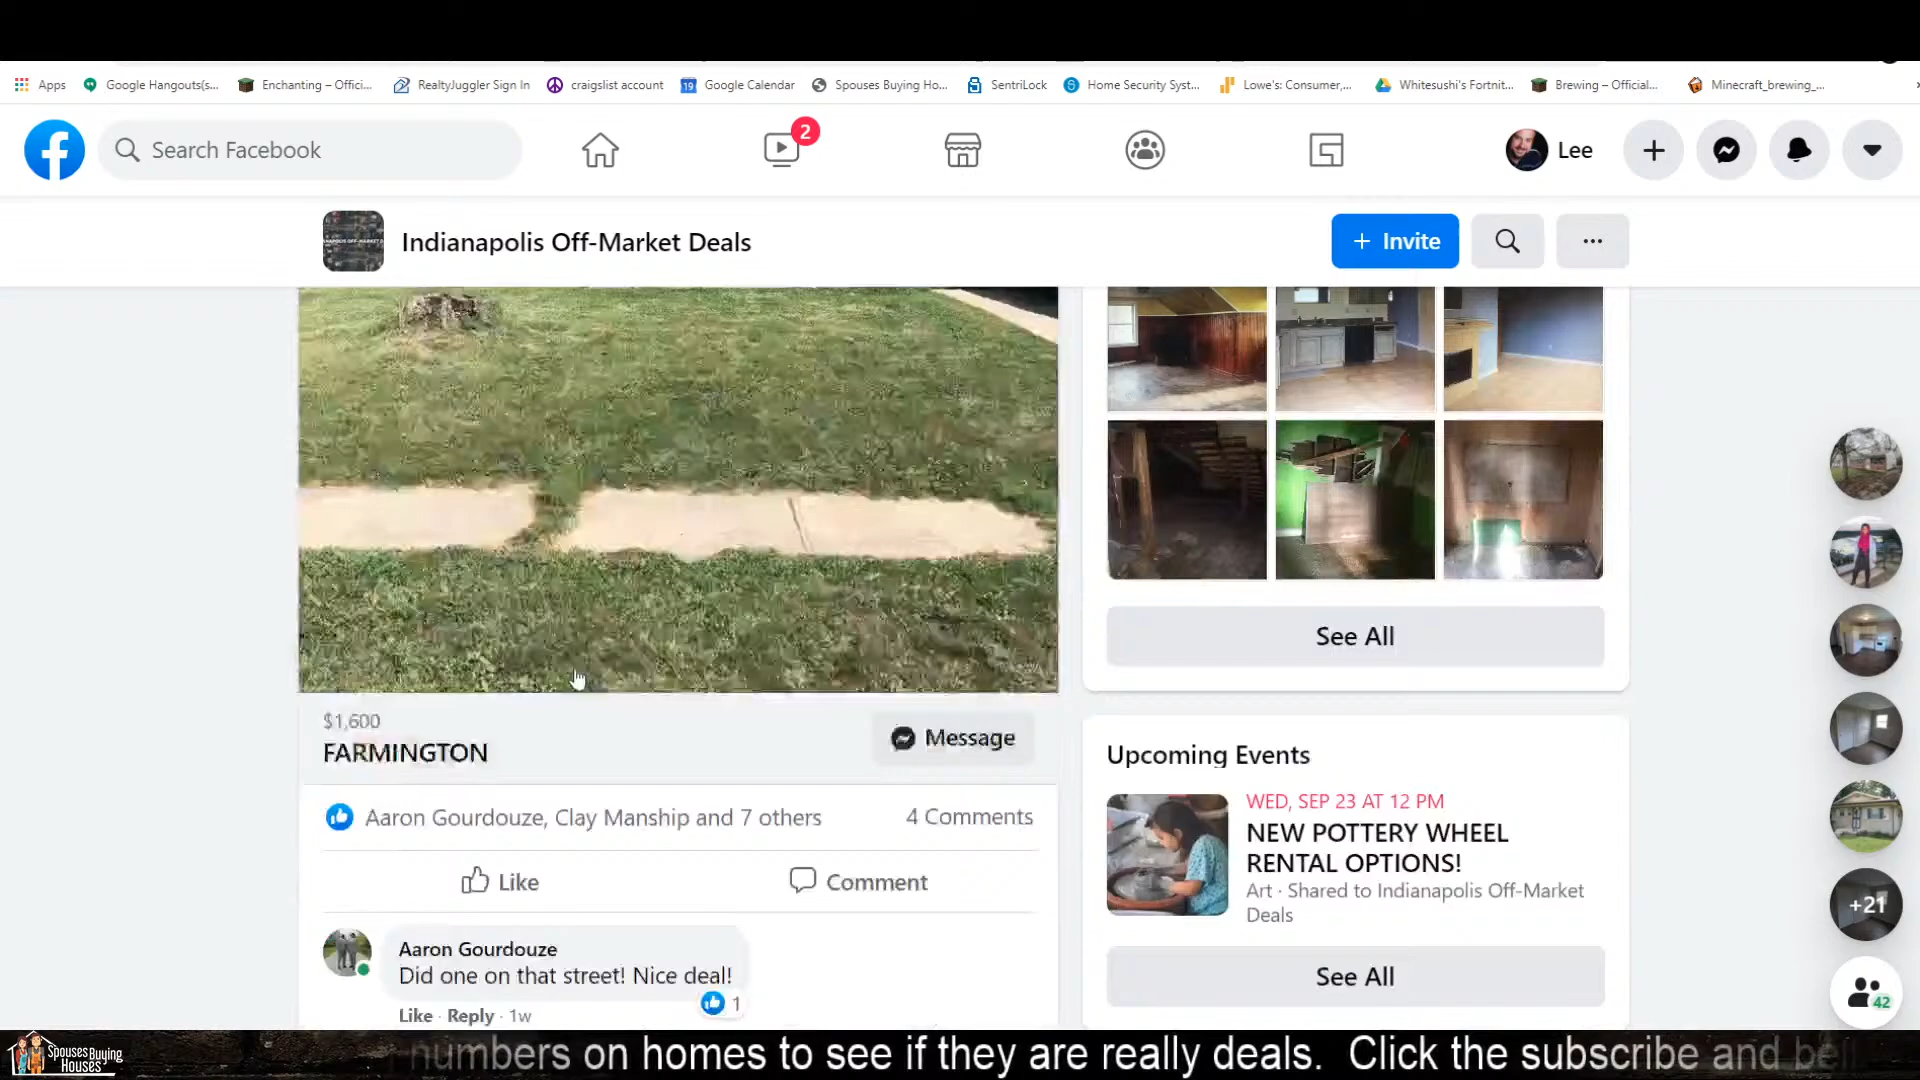 Apps
Google Hangouts(s...
Enchanting – Offici...
RealtyJuggler Sign In
craigslist account
19
Google Calendar
Spouses Buying Ho...
SentriLock
Home Security Syst...
Lowe's: Consumer,...
Whitesushi's Fortnit...
Brewing – Official...
Minecraft_brewing_...
Search Facebook
2
Lee
Indianapolis Off-Market Deals
+ Invite
See All
$1,600
FARMINGTON
Message
Upcoming Events
WED, SEP 23 AT 12 PM
NEW POTTERY WHEEL
RENTAL OPTIONS!
Art · Shared to Indianapolis Off-Market
Deals
Aaron Gourdouze, Clay Manship and 7 others
4 Comments
Like
Comment
+21
Aaron Gourdouze
Did one on that street! Nice deal!
1
Like · Reply · 1w
See All
42
Spouses Buying
Houses
numbers on homes to see if they are really deals. Click the subscribe and be